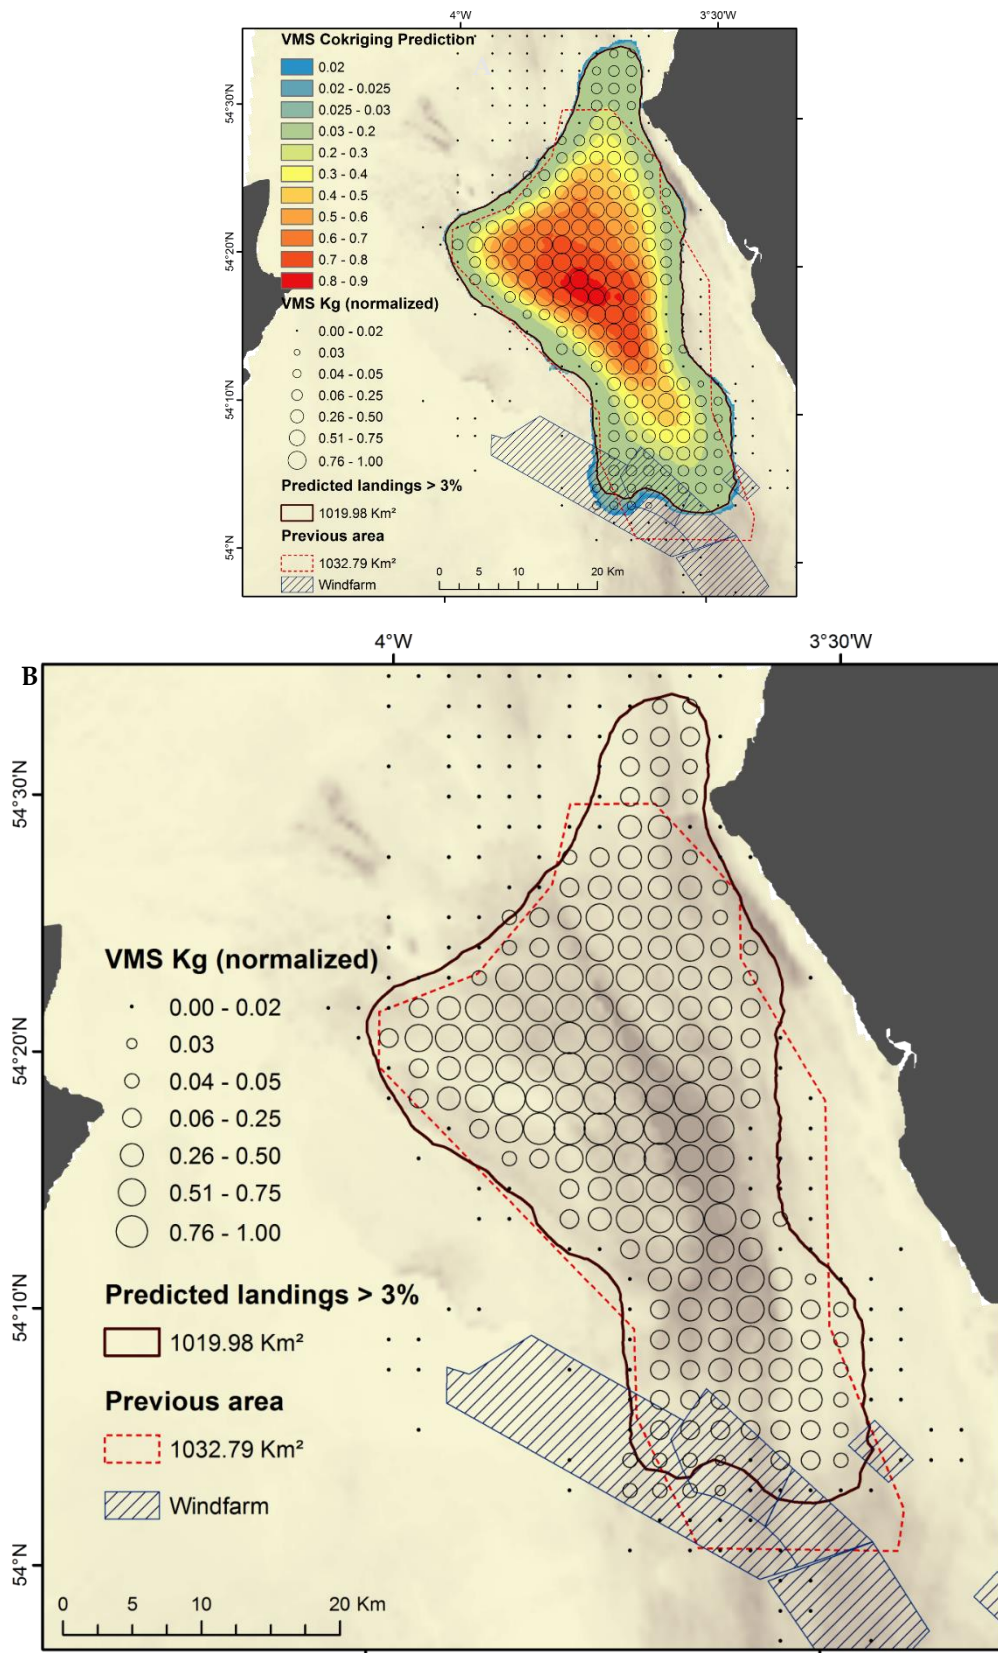 4°W
3°30'W
VMS Cokriging Prediction
0.02
0.02 - 0.025
0.025 - 0.03
0.03 - 0.2
0.2 - 0.3
0.3 - 0.4
0.4 - 0.5
0.5 - 0.6
0.6 - 0.7
0.7 - 0.8
0.8 - 0.9
VMS Kg (normalized)
0.00 - 0.02
0.03
0.04 - 0.05
0.06 - 0.25
0.26 - 0.50
0.51 - 0.75
0.76 - 1.00
Predicted landings > 3%
1019.98 Km²
Previous area
1032.79 Km²
Windfarm
0 5 10 20 Km
54°30'N
54°20'N
54°10'N
54°N
4°W
3°30'W
B
54°30'N
54°20'N
54°10'N
54°N
VMS Kg (normalized)
0.00 - 0.02
0.03
0.04 - 0.05
0.06 - 0.25
0.26 - 0.50
0.51 - 0.75
0.76 - 1.00
Predicted landings > 3%
1019.98 Km²
Previous area
1032.79 Km²
Windfarm
0 5 10 20 Km